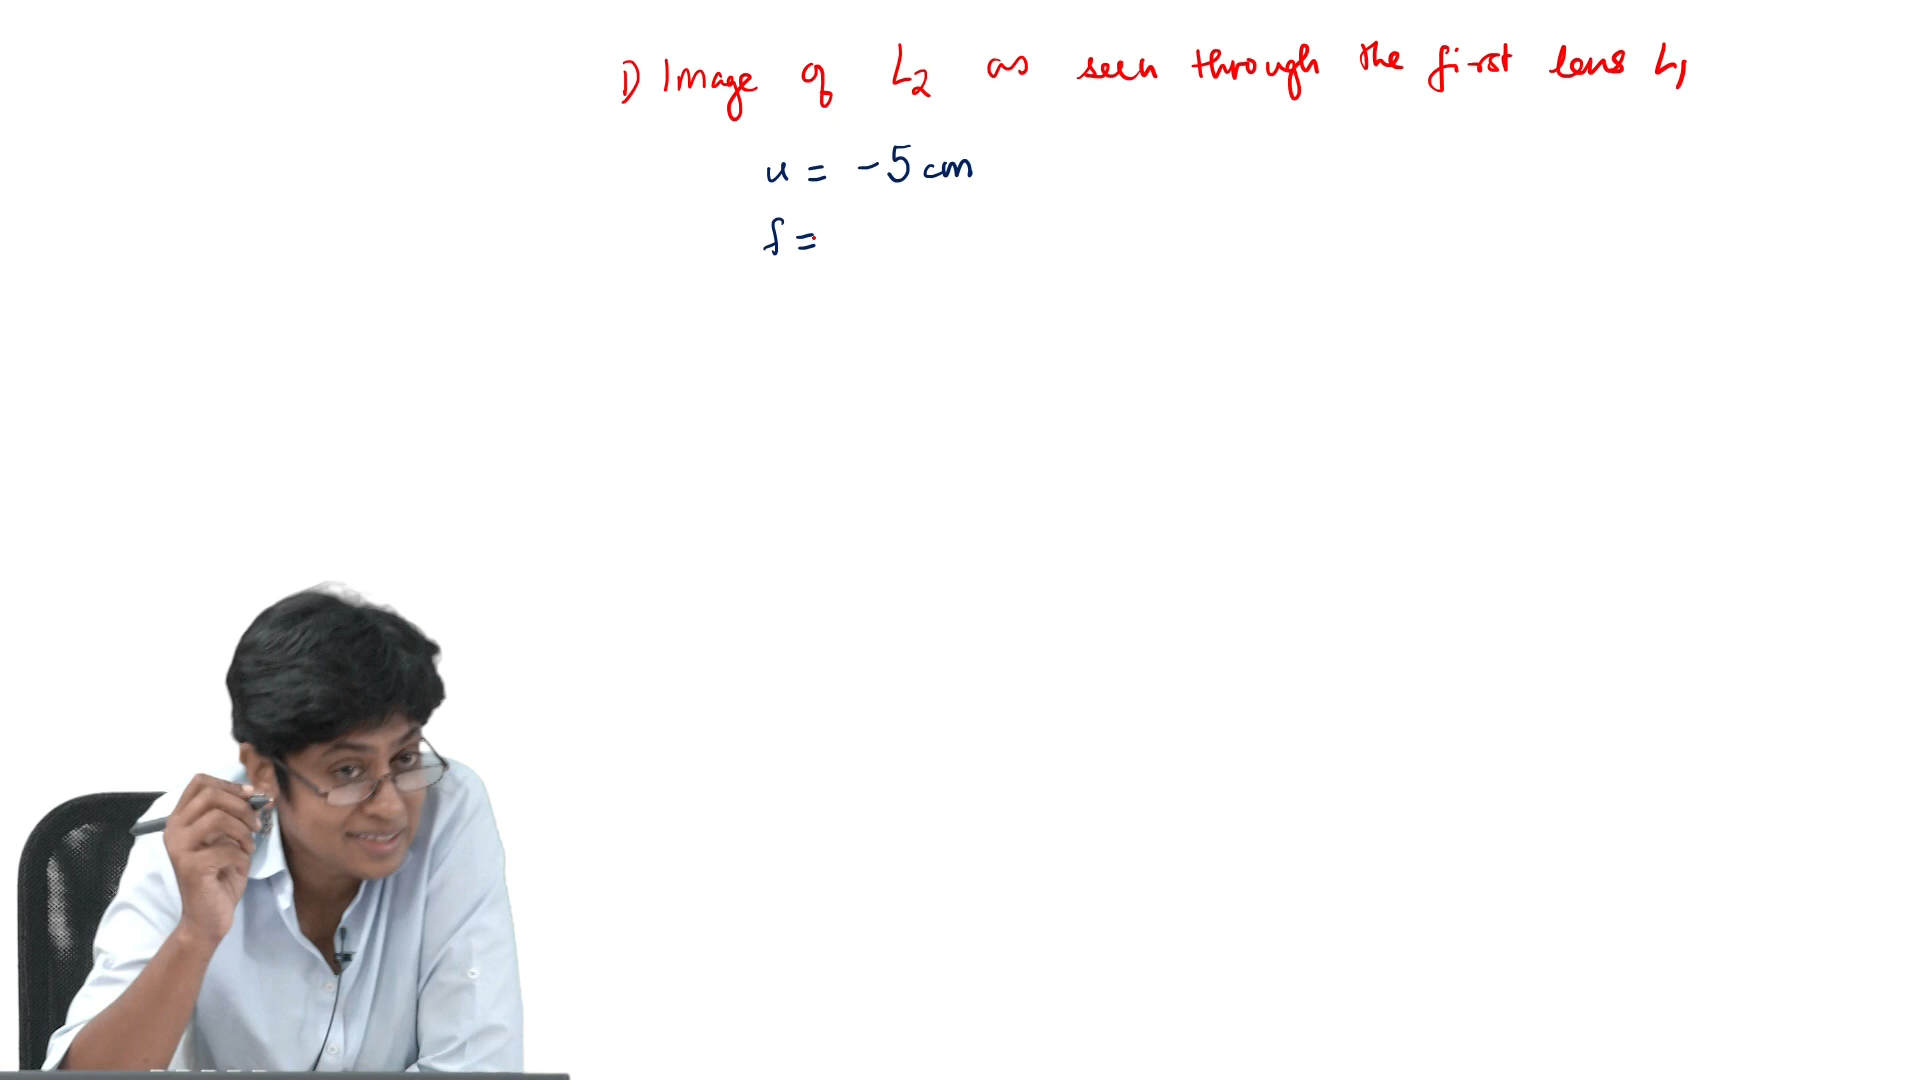 1) Image of L2 as seen through the first lens L1
u = -5 cm
f =